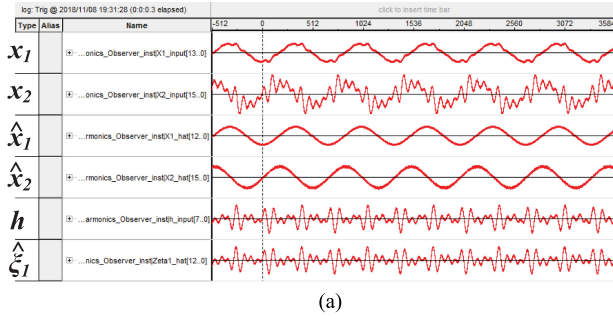 log: Trig @ 2018/11/08 19:31:28 (0:0:0.3 elapsed) click to insert time bar
Type Alias Name -512 0 512 1024 1536 2048 2560 3072 3584
x₁ ...onics_Observer_inst|X1_input[13..0]
x₂ ...onics_Observer_inst|X2_input[15..0]
x̂₁ ...rmonics_Observer_inst|X1_hat[12..0]
x̂₂ ...rmonics_Observer_inst|X2_hat[15..0]
h ...armonics_Observer_inst|h_input[7..0]
ξ̂₁ ...nics_Observer_inst|Zeta1_hat[12..0]
(a)